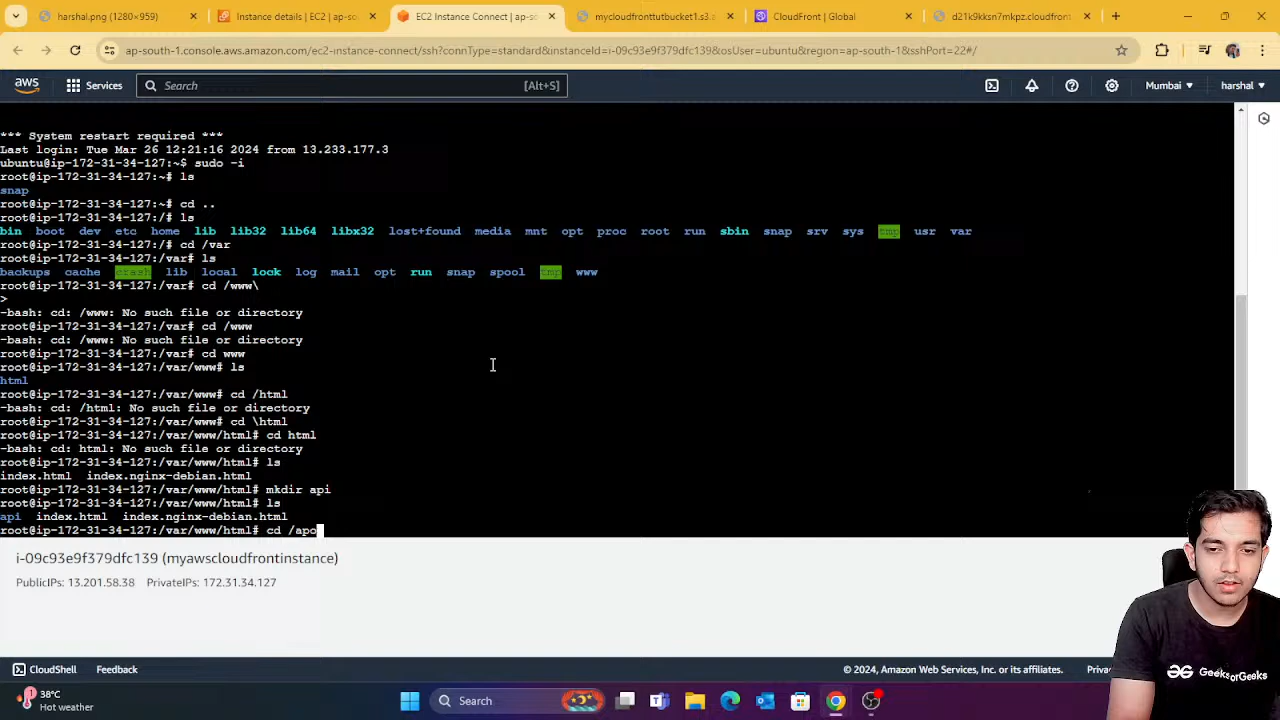 harshal.png (1280×959)
Instance details | EC2 | ap-so
EC2 Instance Connect | ap-so
mycloudfronttutbucket1.s3.a
CloudFront | Global
d21k9kksn7mkpz.cloudfron
ap-south-1.console.aws.amazon.com/ec2-instance-connect/ssh?connType=standard&instanceId=i-09c93e9f379dfc139&osUser=ubuntu&region=ap-south-1&sshPort=22#/
aws
Services
Search
[Alt+S]
Mumbai
harshal
*** System restart required ***
Last login: Tue Mar 26 12:21:16 2024 from 13.233.177.3
ubuntu@ip-172-31-34-127:~$ sudo -i
root@ip-172-31-34-127:~# ls
snap
root@ip-172-31-34-127:~# cd ..
root@ip-172-31-34-127:/# ls
bin boot dev etc home lib lib32 lib64 libx32 lost+found media mnt opt proc root run sbin snap srv sys tmp usr var
root@ip-172-31-34-127:/# cd /var
root@ip-172-31-34-127:/var# ls
backups cache crash lib local lock log mail opt run snap spool tmp www
root@ip-172-31-34-127:/var# cd /www\
>
-bash: cd: /www: No such file or directory
root@ip-172-31-34-127:/var# cd /www
-bash: cd: /www: No such file or directory
root@ip-172-31-34-127:/var# cd www
root@ip-172-31-34-127:/var/www# ls
html
root@ip-172-31-34-127:/var/www# cd /html
-bash: cd: /html: No such file or directory
root@ip-172-31-34-127:/var/www# cd \html
root@ip-172-31-34-127:/var/www/html# cd html
-bash: cd: html: No such file or directory
root@ip-172-31-34-127:/var/www/html# ls
index.html index.nginx-debian.html
root@ip-172-31-34-127:/var/www/html# mkdir api
root@ip-172-31-34-127:/var/www/html# ls
api index.html index.nginx-debian.html
root@ip-172-31-34-127:/var/www/html# cd /apo
i-09c93e9f379dfc139 (myawscloudfrontinstance)
PublicIPs: 13.201.58.38 PrivateIPs: 172.31.34.127
CloudShell
Feedback
© 2024, Amazon Web Services, Inc. or its affiliates.
Priva
GeeksforGeeks
38°C
Hot weather
Search